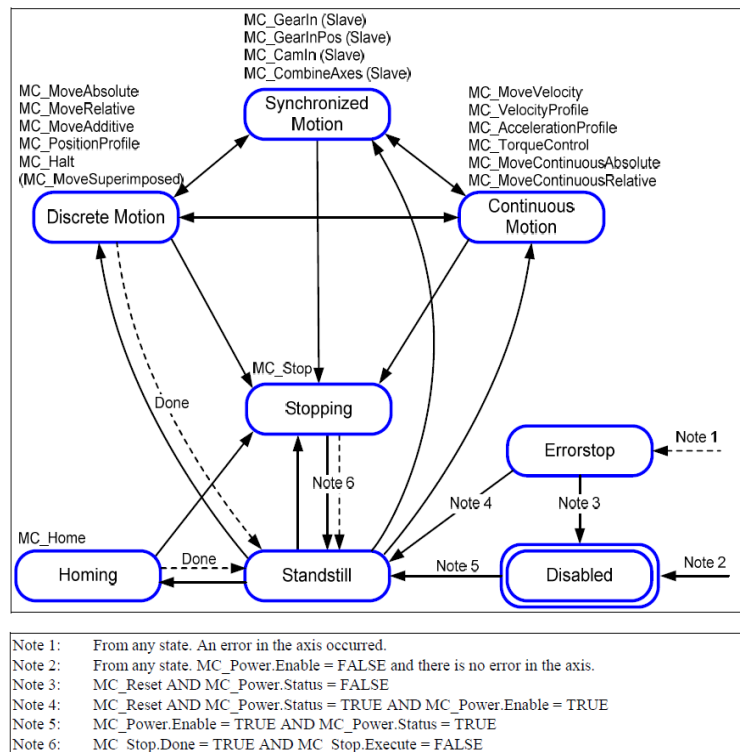 MC_GearIn (Slave)
MC_GearInPos (Slave)
MC_CamIn (Slave)
MC_CombineAxes (Slave)
Synchronized
Motion
MC_MoveAbsolute
MC_MoveRelative
MC_MoveAdditive
MC_PositionProfile
MC_Halt
(MC_MoveSuperimposed)
Discrete Motion
MC_MoveVelocity
MC_VelocityProfile
MC_AccelerationProfile
MC_TorqueControl
MC_MoveContinuousAbsolute
MC_MoveContinuousRelative
Continuous
Motion
MC_Stop
Stopping
Done
Note 6
Errorstop
Note 1
Note 4
Note 3
MC_Home
Homing
Done
Standstill
Note 5
Disabled
Note 2
Note 1: From any state. An error in the axis occurred.
Note 2: From any state. MC_Power.Enable = FALSE and there is no error in the axis.
Note 3: MC_Reset AND MC_Power.Status = FALSE
Note 4: MC_Reset AND MC_Power.Status = TRUE AND MC_Power.Enable = TRUE
Note 5: MC_Power.Enable = TRUE AND MC_Power.Status = TRUE
Note 6: MC_Stop.Done = TRUE AND MC_Stop.Execute = FALSE